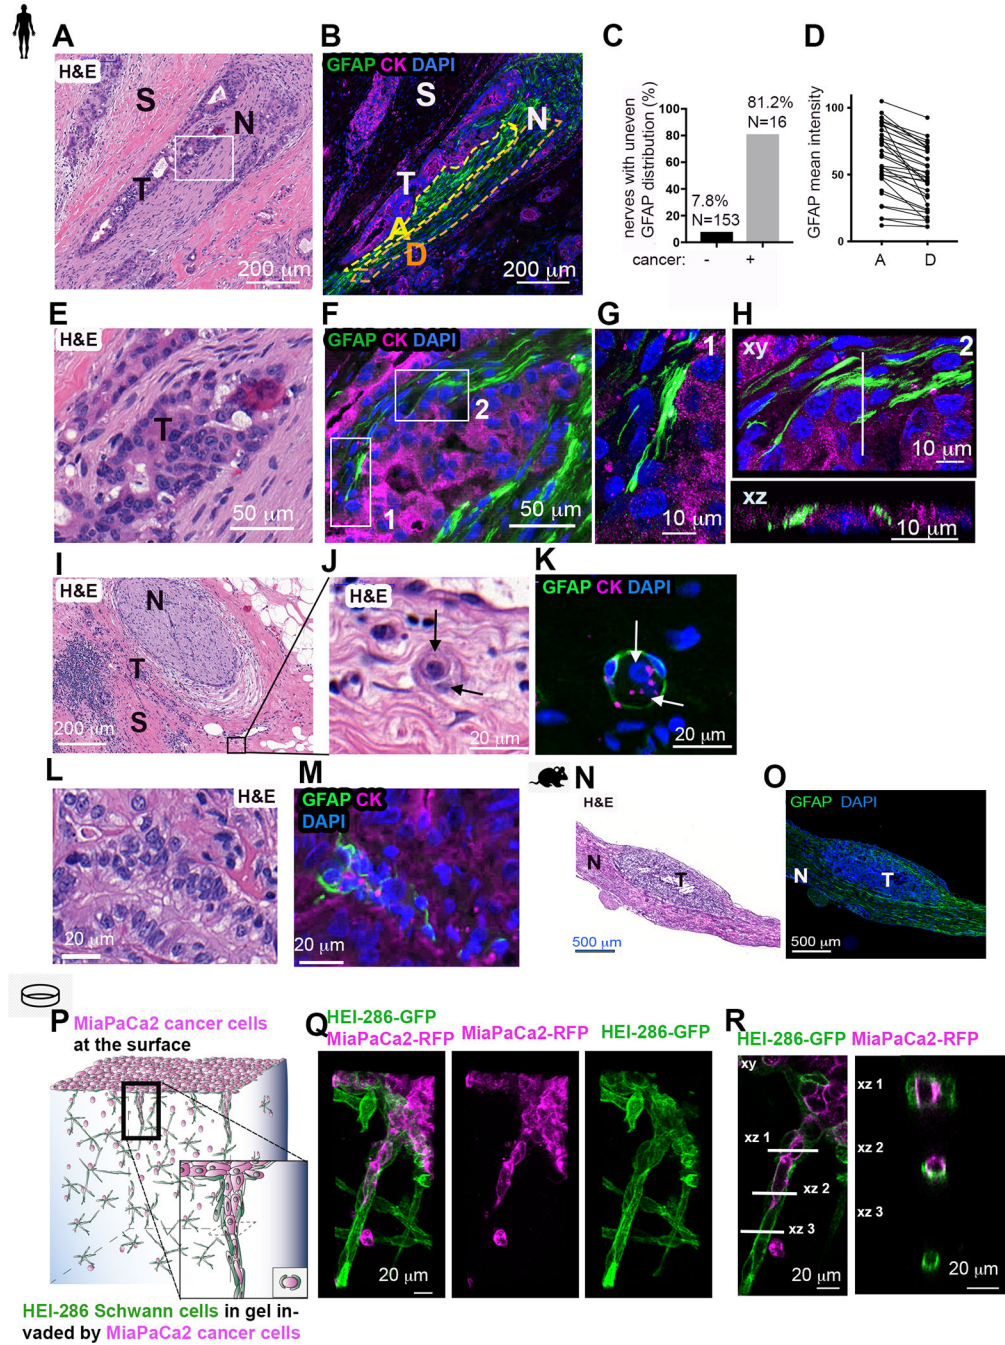 A
H&E
S
N
T
200 µm
B
GFAP CK DAPI
S
N
T
A
D
200 µm
C
nerves with uneven
GFAP distribution (%)
100
80
60
40
20
0
7.8%
N=153
81.2%
N=16
cancer:
-
+
D
GFAP mean intensity
100
50
0
A
D
E
H&E
T
50 µm
F
GFAP CK DAPI
2
1
50 µm
G
1
10 µm
H
xy
2
10 µm
xz
10 µm
I
H&E
N
T
S
200 µm
J
H&E
20 µm
K
GFAP CK DAPI
20 µm
L
H&E
20 µm
M
GFAP CK
DAPI
20 µm
N
H&E
N
T
500 µm
O
GFAP DAPI
N
T
500 µm
P
MiaPaCa2 cancer cells
at the surface
HEI-286 Schwann cells in gel in-
vaded by MiaPaCa2 cancer cells
Q
HEI-286-GFP
MiaPaCa2-RFP
MiaPaCa2-RFP
HEI-286-GFP
20 µm
R
HEI-286-GFP MiaPaCa2-RFP
xy
xz 1
xz 2
xz 3
20 µm
xz 1
xz 2
xz 3
20 µm